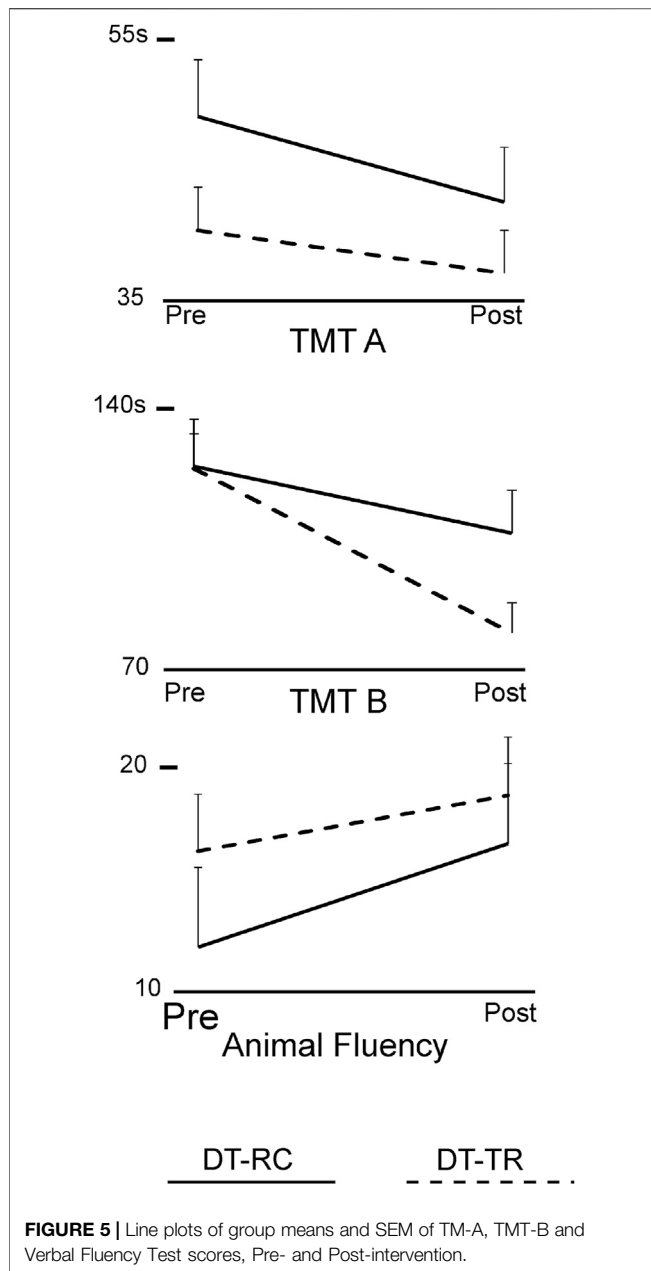 55s
35
Pre Post
TMT A
140s
70
Pre Post
TMT B
20
10
Pre Post
Animal Fluency
DT-RC DT-TR
FIGURE 5 | Line plots of group means and SEM of TM-A, TMT-B and
Verbal Fluency Test scores, Pre- and Post-intervention.